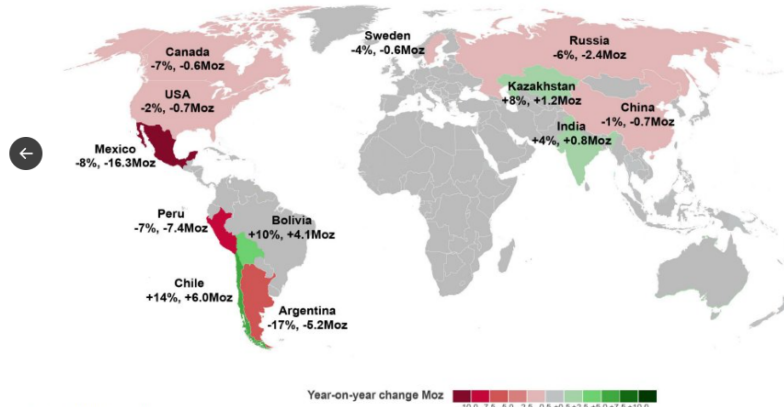 Sweden
-4%, -0.6Moz
Canada
-7%, -0.6Moz
Russia
-6%, -2.4Moz
USA
-2%, -0.7Moz
Kazakhstan
+8%, +1.2Moz
China
-1%, -0.7Moz
India
+4%, +0.8Moz
Mexico
-8%, -16.3Moz
Peru
-7%, -7.4Moz
Bolivia
+10%, +4.1Moz
Chile
+14%, +6.0Moz
Argentina
-17%, -5.2Moz
Year-on-year change Moz